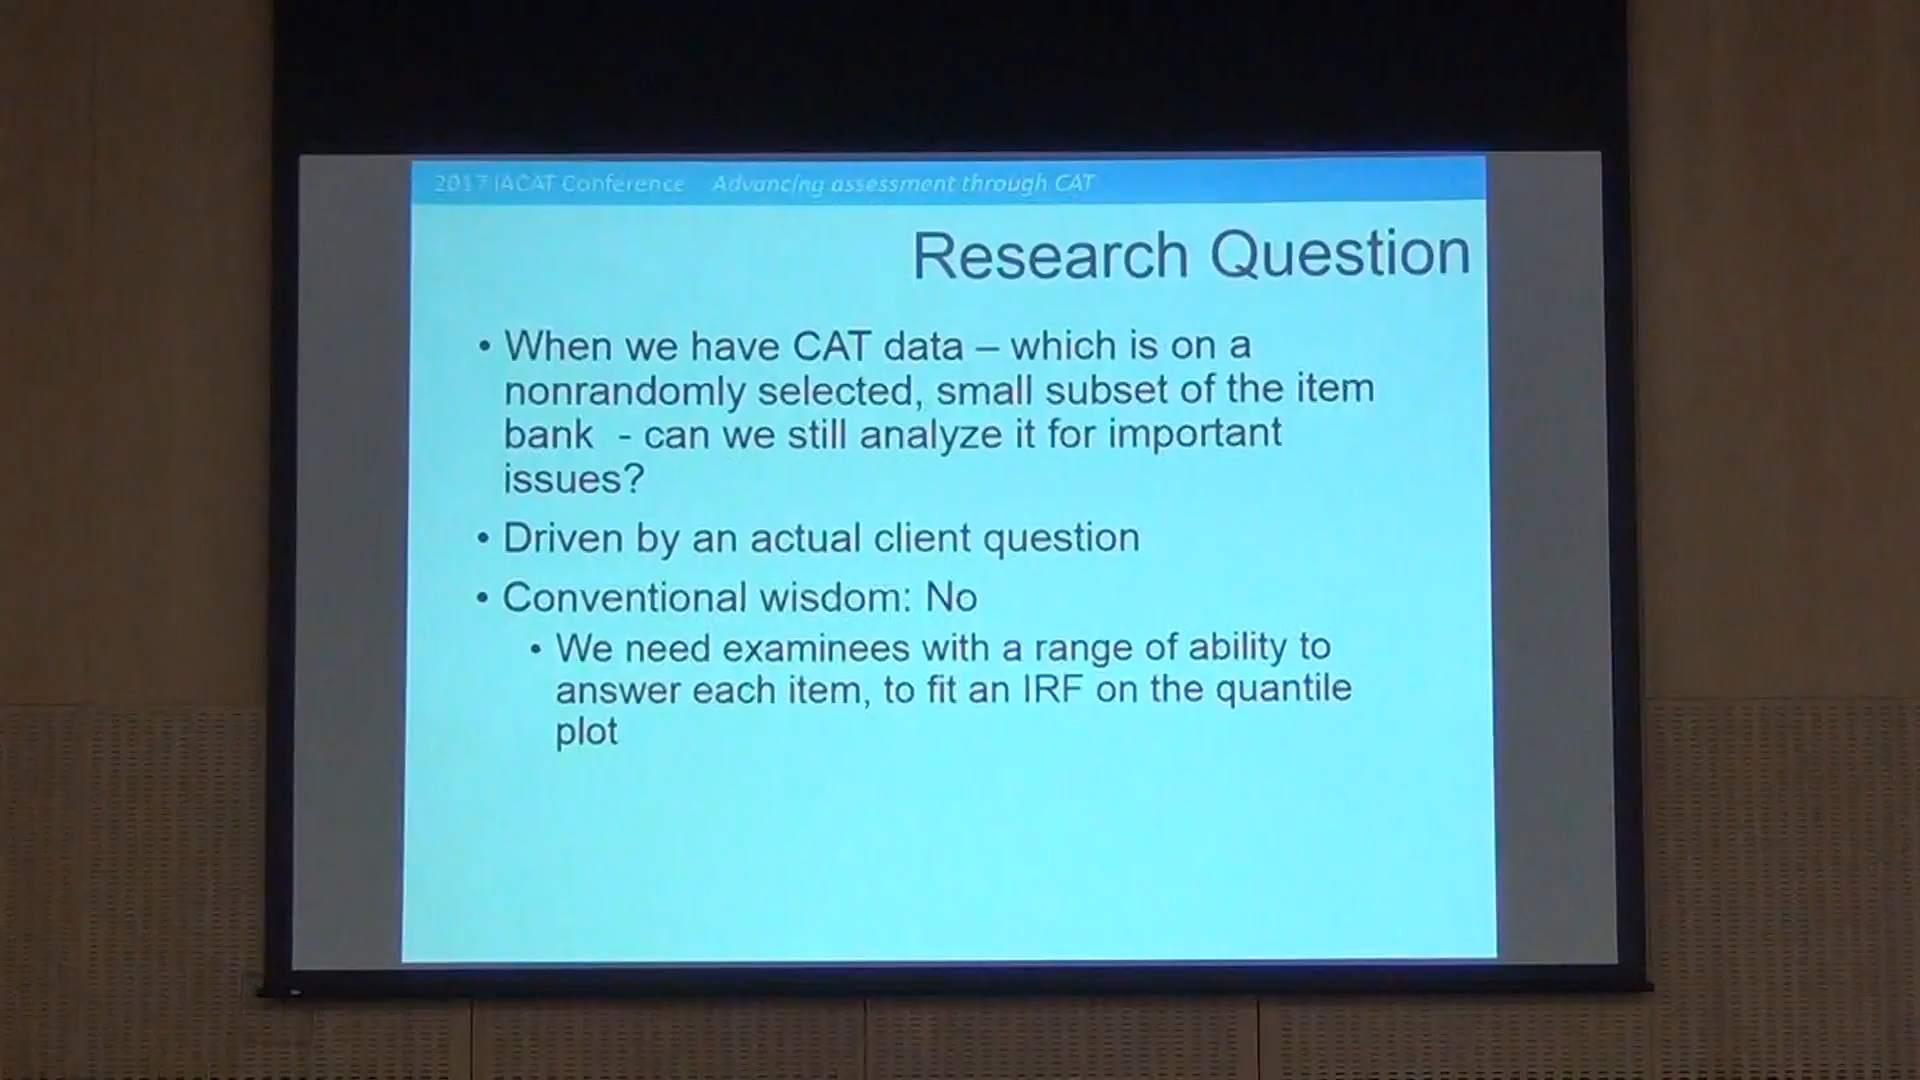 2017 IACAT Conference Advancing assessment through CAT
Research Question
• When we have CAT data – which is on a
nonrandomly selected, small subset of the item
bank - can we still analyze it for important
issues?
• Driven by an actual client question
• Conventional wisdom: No
• We need examinees with a range of ability to
answer each item, to fit an IRF on the quantile
plot